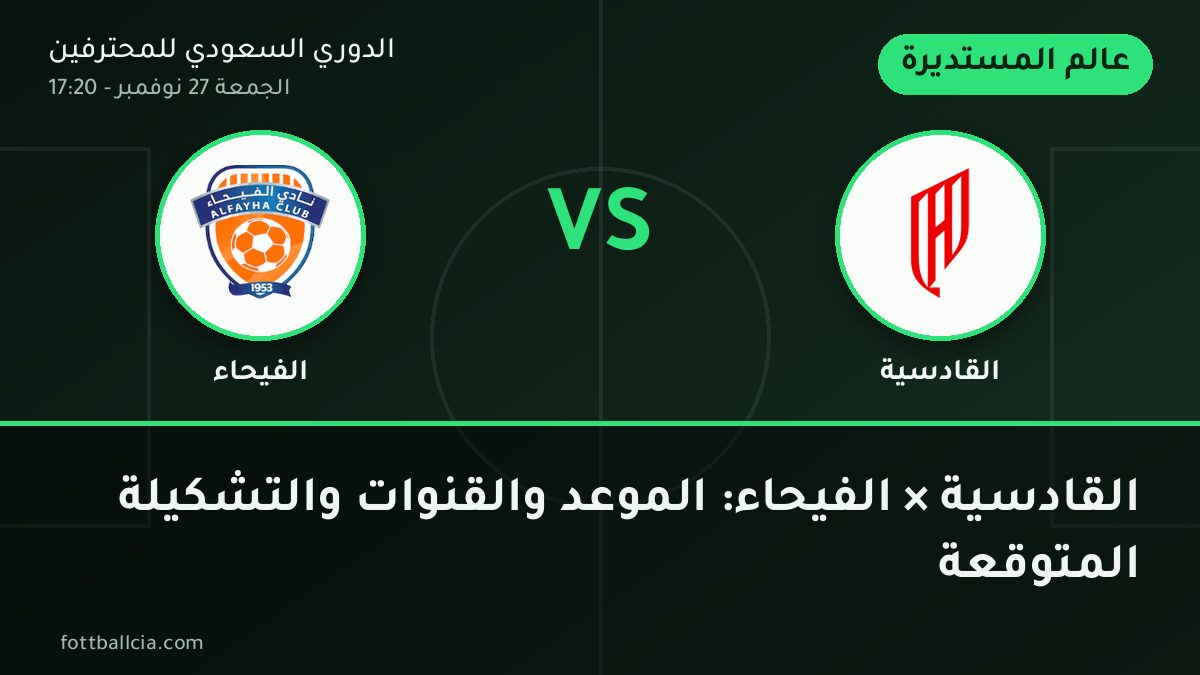 عالم المستديرة
الدوري السعودي للمحترفين
الجمعة 27 نوفمبر - 17:20
نادي الفيحاء
ALFAYHA CLUB
1953
VS
القادسية
الفيحاء
القادسية × الفيحاء: الموعد والقنوات والتشكيلة
المتوقعة
fottballcia.com